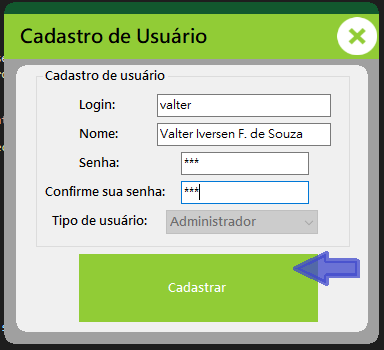 Cadastro de Usuário
Cadastro de usuário
Login: valter
Nome: Valter Iversen F. de Souza
Senha: ***
Confirme sua senha: ***
Tipo de usuário: Administrador
Cadastrar